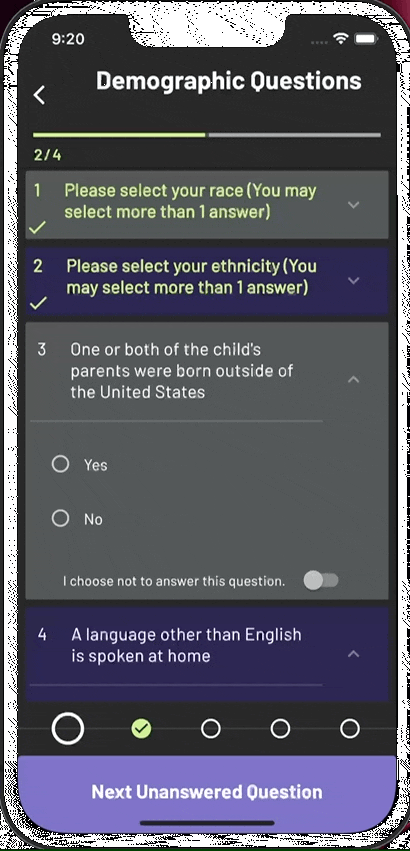 9:20
Demographic Questions
2/4
1 Please select your race (You may
select more than 1 answer)
2 Please select your ethnicity (You
may select more than 1 answer)
3 One or both of the child's
parents were born outside of
the United States
Yes
No
I choose not to answer this question.
4 A language other than English
is spoken at home
Next Unanswered Question